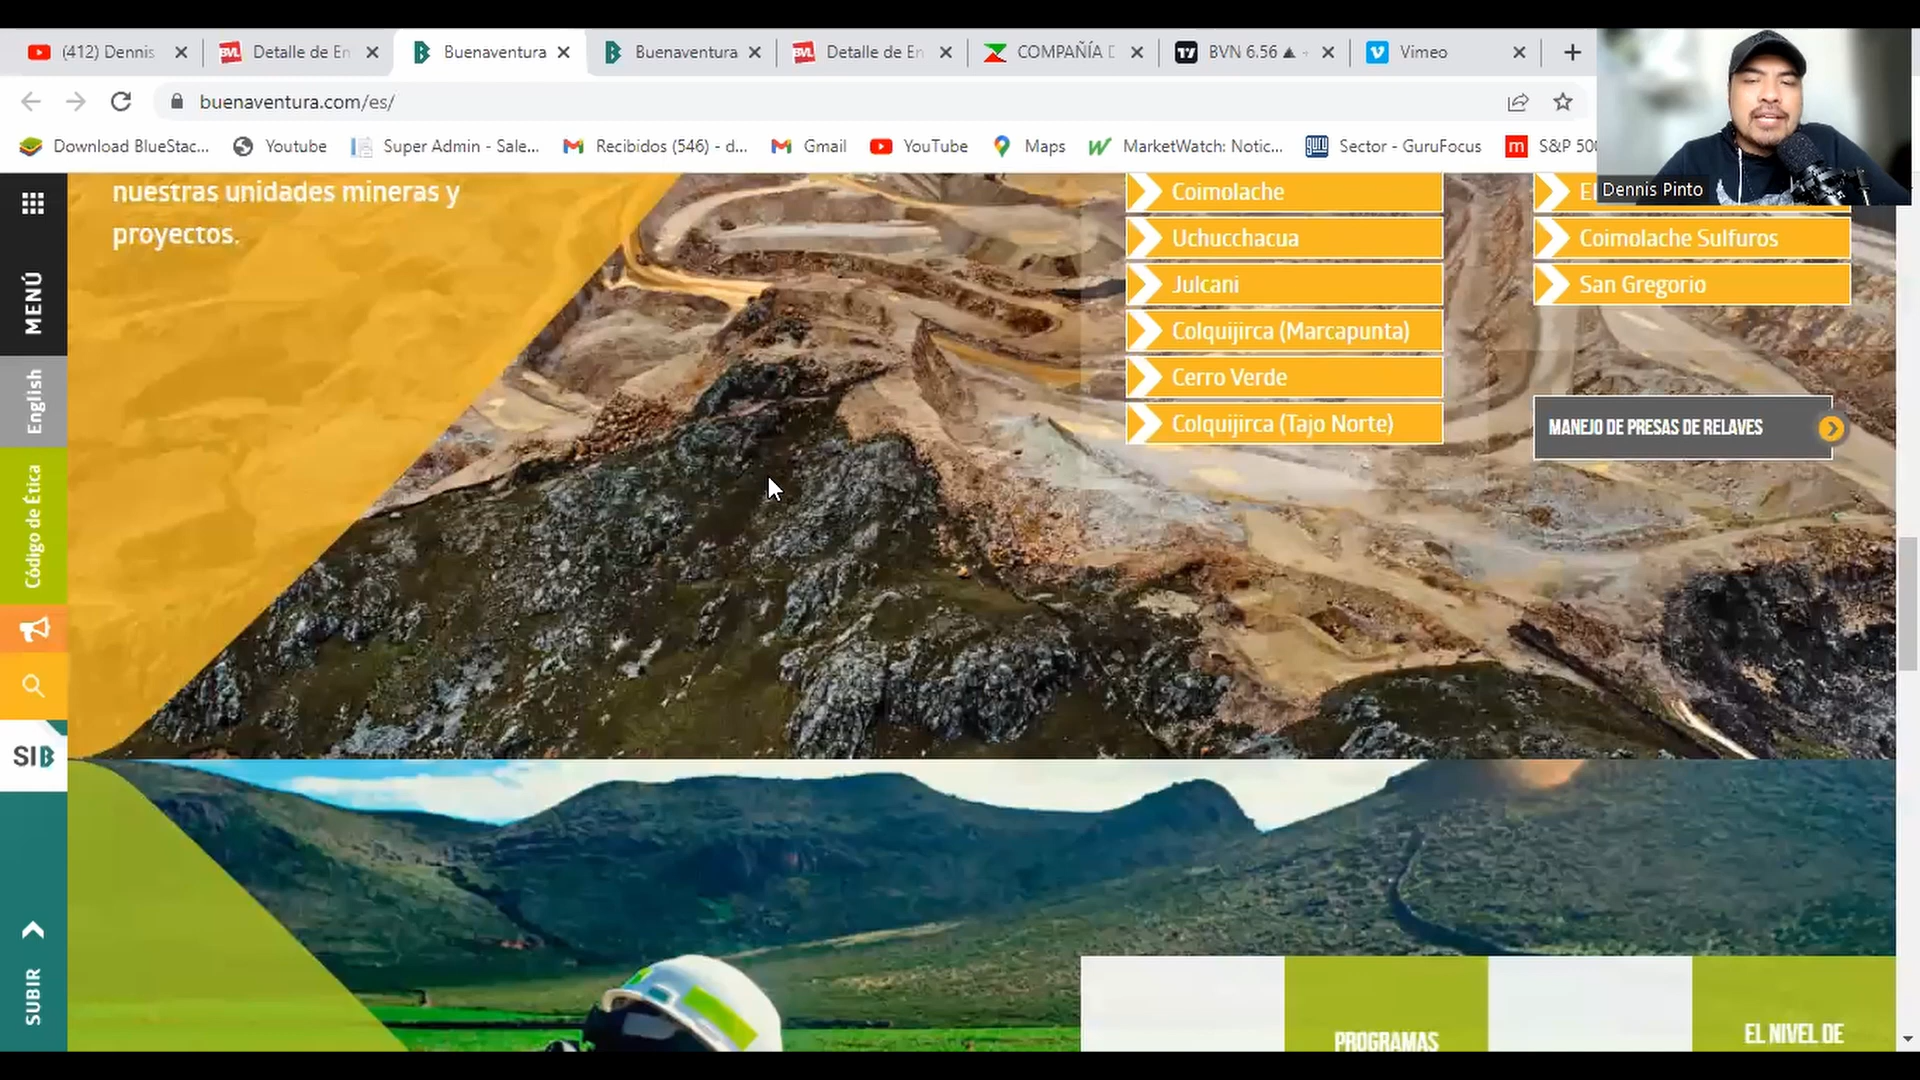 (412) Dennis
Detalle de En
Buenaventura
Buenaventura
Detalle de En
COMPAÑÍA D
BVN 6.56 ▲
Vimeo
buenaventura.com/es/
Download BlueStac...
Youtube
Super Admin - Sale...
Recibidos (546) - d...
Gmail
YouTube
Maps
MarketWatch: Notic...
Sector - GuruFocus
S&P 50
Dennis Pinto
MENÚ
English
Código de Ética
SIB
SUBIR
nuestras unidades mineras y
proyectos.
Coimolache
Uchucchacua
Julcani
Colquijirca (Marcapunta)
Cerro Verde
Colquijirca (Tajo Norte)
Coimolache Sulfuros
San Gregorio
MANEJO DE PRESAS DE RELAVES
PROGRAMAS
EL NIVEL DE